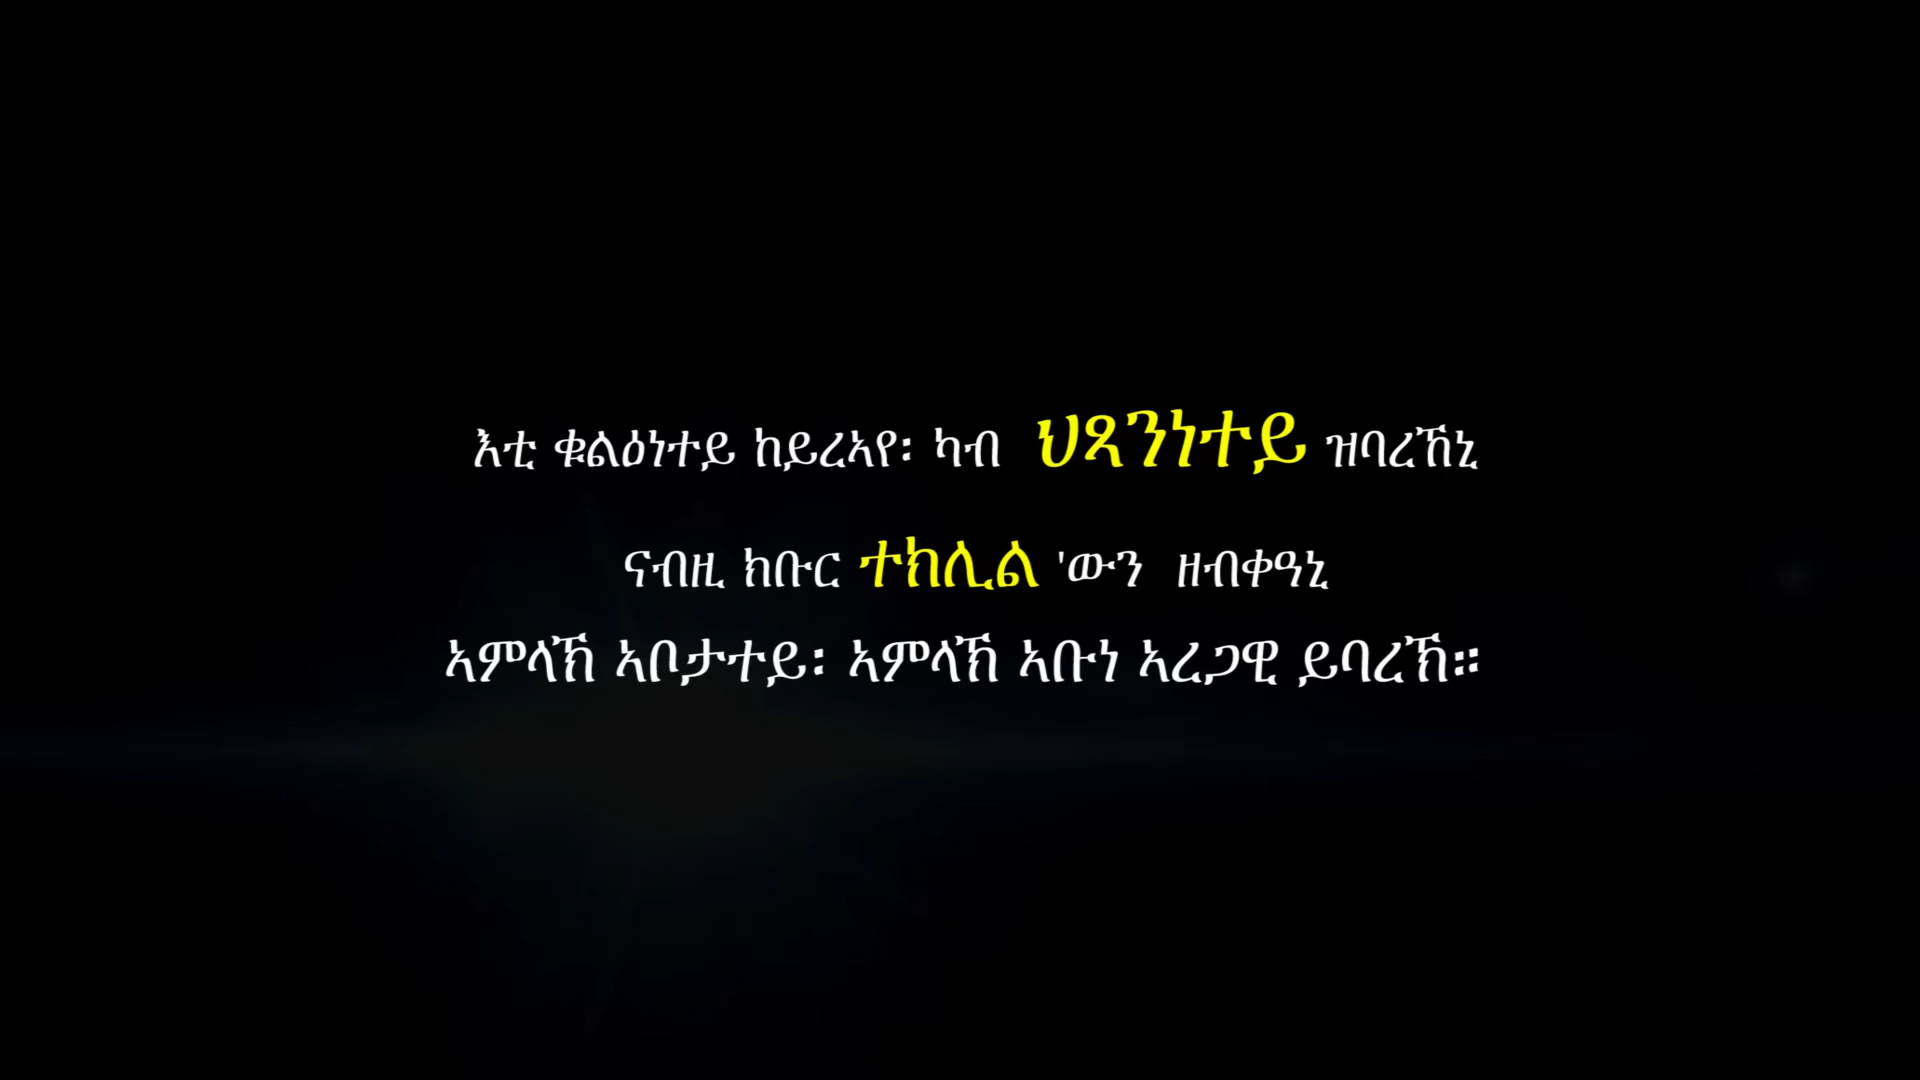 እቲ ቁልዕነተይ ከይረኣየ፡ ካብ ህጻንነተይ ዝባረኸኒ
ናብዚ ክቡር ተክሊል 'ውን ዘብቀዓኒ
ኣምላኽ ኣቦታተይ፡ ኣምላኽ ኣቡነ ኣረጋዊ ይባረኽ።